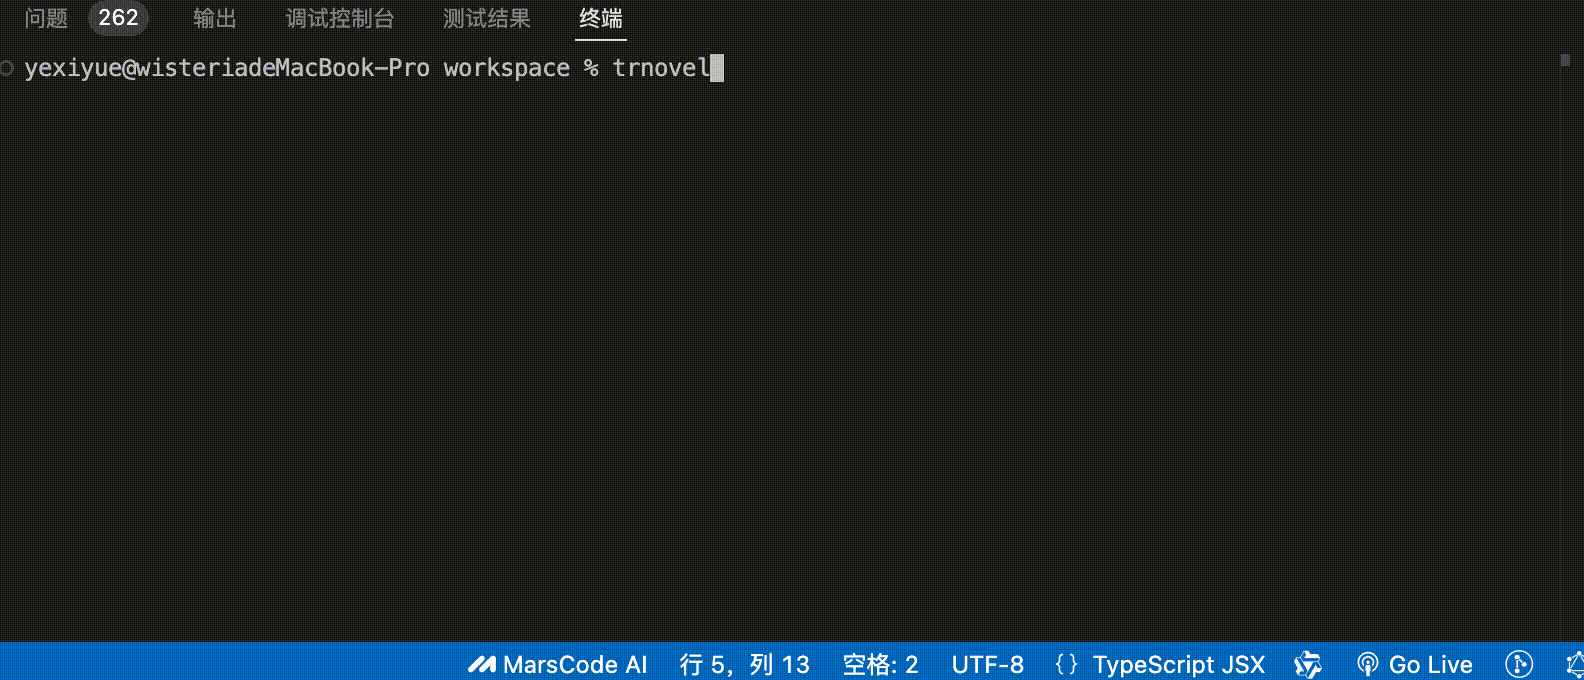 问题 262 输出 调试控制台 测试结果 终端
yexiyue@wisteriadeMacBook-Pro workspace % trnovel
MarsCode AI 行 5，列 13 空格: 2 UTF-8 {} TypeScript JSX Go Live